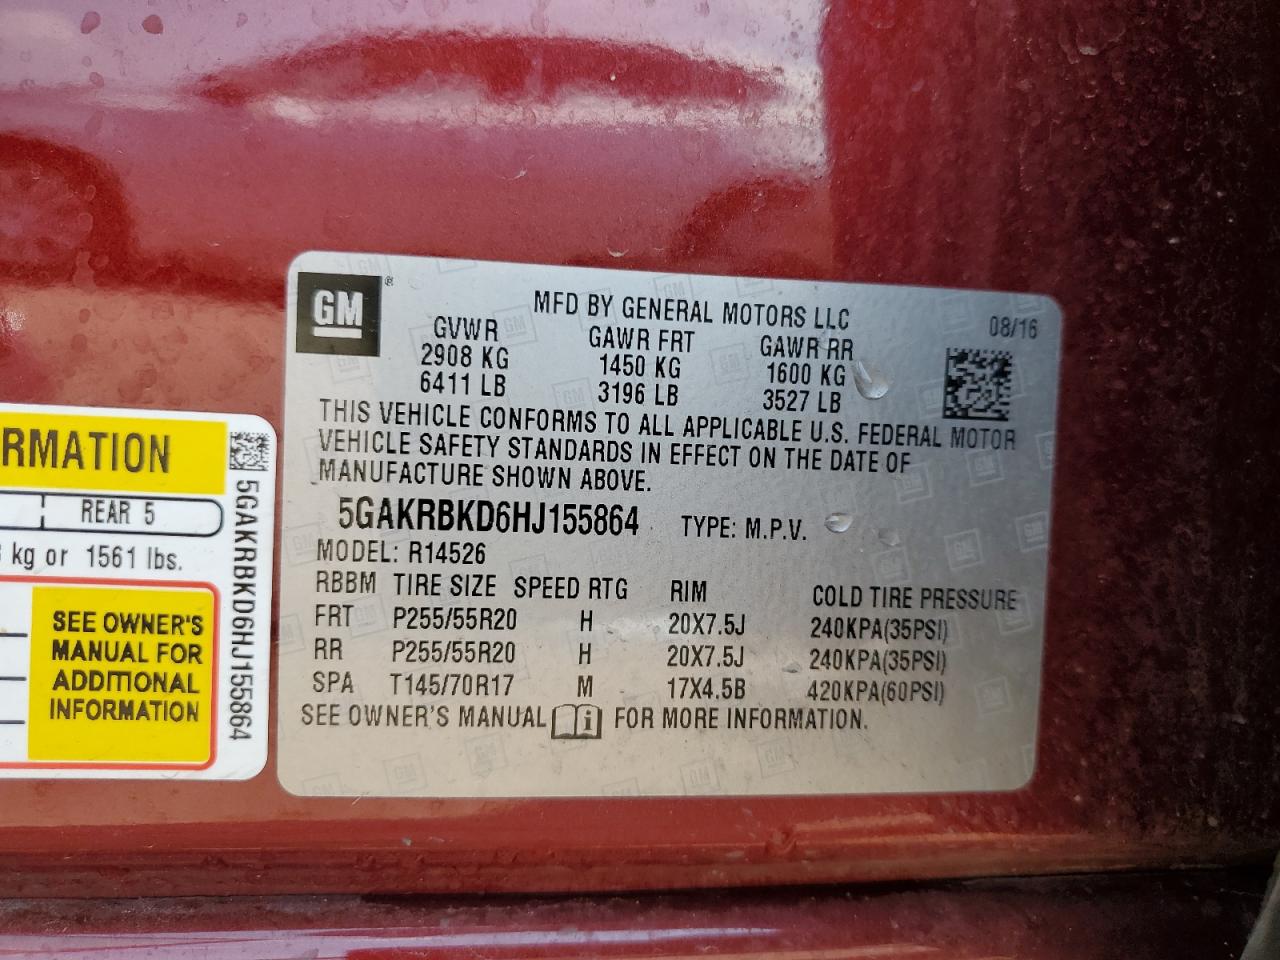 GM ®
MFD BY GENERAL MOTORS LLC
08/16
GVWR GAWR FRT GAWR RR
2908 KG 1450 KG 1600 KG
6411 LB 3196 LB 3527 LB
THIS VEHICLE CONFORMS TO ALL APPLICABLE U.S. FEDERAL MOTOR
VEHICLE SAFETY STANDARDS IN EFFECT ON THE DATE OF
MANUFACTURE SHOWN ABOVE.
5GAKRBKD6HJ155864 TYPE: M.P.V.
MODEL: R14526
RBBM TIRE SIZE SPEED RTG RIM COLD TIRE PRESSURE
FRT P255/55R20 H 20X7.5J 240KPA(35PSI)
RR P255/55R20 H 20X7.5J 240KPA(35PSI)
SPA T145/70R17 M 17X4.5B 420KPA(60PSI)
SEE OWNER'S MANUAL FOR MORE INFORMATION.
RMATION
REAR 5
kg or 1561 lbs.
SEE OWNER'S
MANUAL FOR
ADDITIONAL
INFORMATION
5GAKRBKD6HJ155864